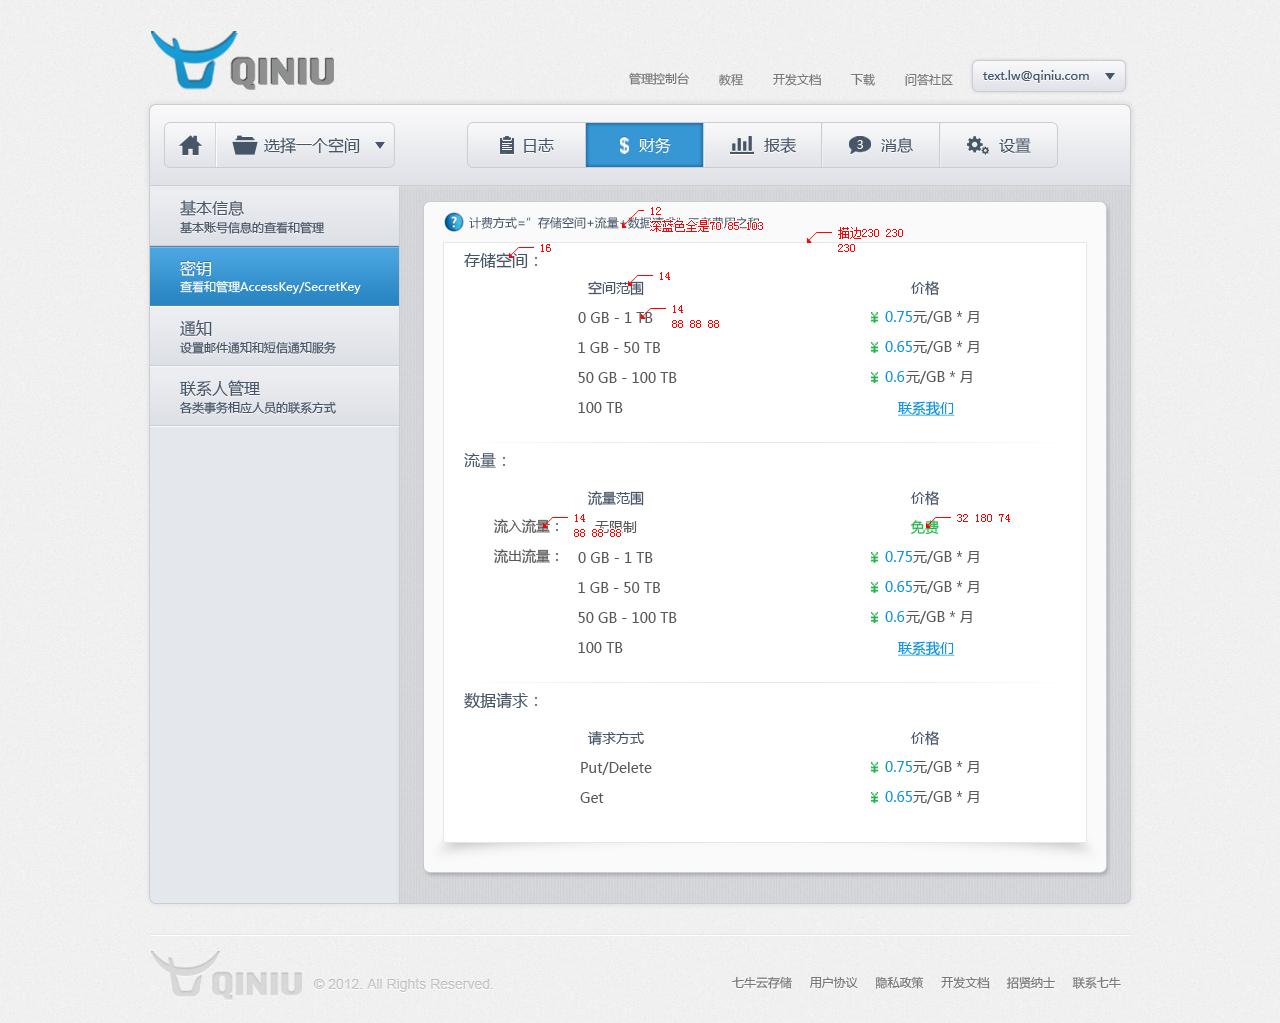 QINIU
管理控制台 教程 开发文档 下载 问答社区 text.lw@qiniu.com
选择一个空间 日志 $ 财务 报表 3 消息 设置
基本信息
基本账号信息的查看和管理
密钥
查看和管理AccessKey/SecretKey
通知
设置邮件通知和短信通知服务
联系人管理
各类事务相应人员的联系方式
? 计费方式=”存储空间+流量+数据请求”三者费用之和
12
深蓝色全是70 85 103
描边230 230
230
存储空间：
16
空间范围 价格
14
0 GB - 1 TB ¥ 0.75元/GB * 月
14
88 88 88
1 GB - 50 TB ¥ 0.65元/GB * 月
50 GB - 100 TB ¥ 0.6元/GB * 月
100 TB 联系我们
流量：
流量范围 价格
流入流量： 无限制 免费
14
88 88 88
32 180 74
流出流量： 0 GB - 1 TB ¥ 0.75元/GB * 月
1 GB - 50 TB ¥ 0.65元/GB * 月
50 GB - 100 TB ¥ 0.6元/GB * 月
100 TB 联系我们
数据请求：
请求方式 价格
Put/Delete ¥ 0.75元/GB * 月
Get ¥ 0.65元/GB * 月
QINIU © 2012. All Rights Reserved. 七牛云存储 用户协议 隐私政策 开发文档 招贤纳士 联系七牛